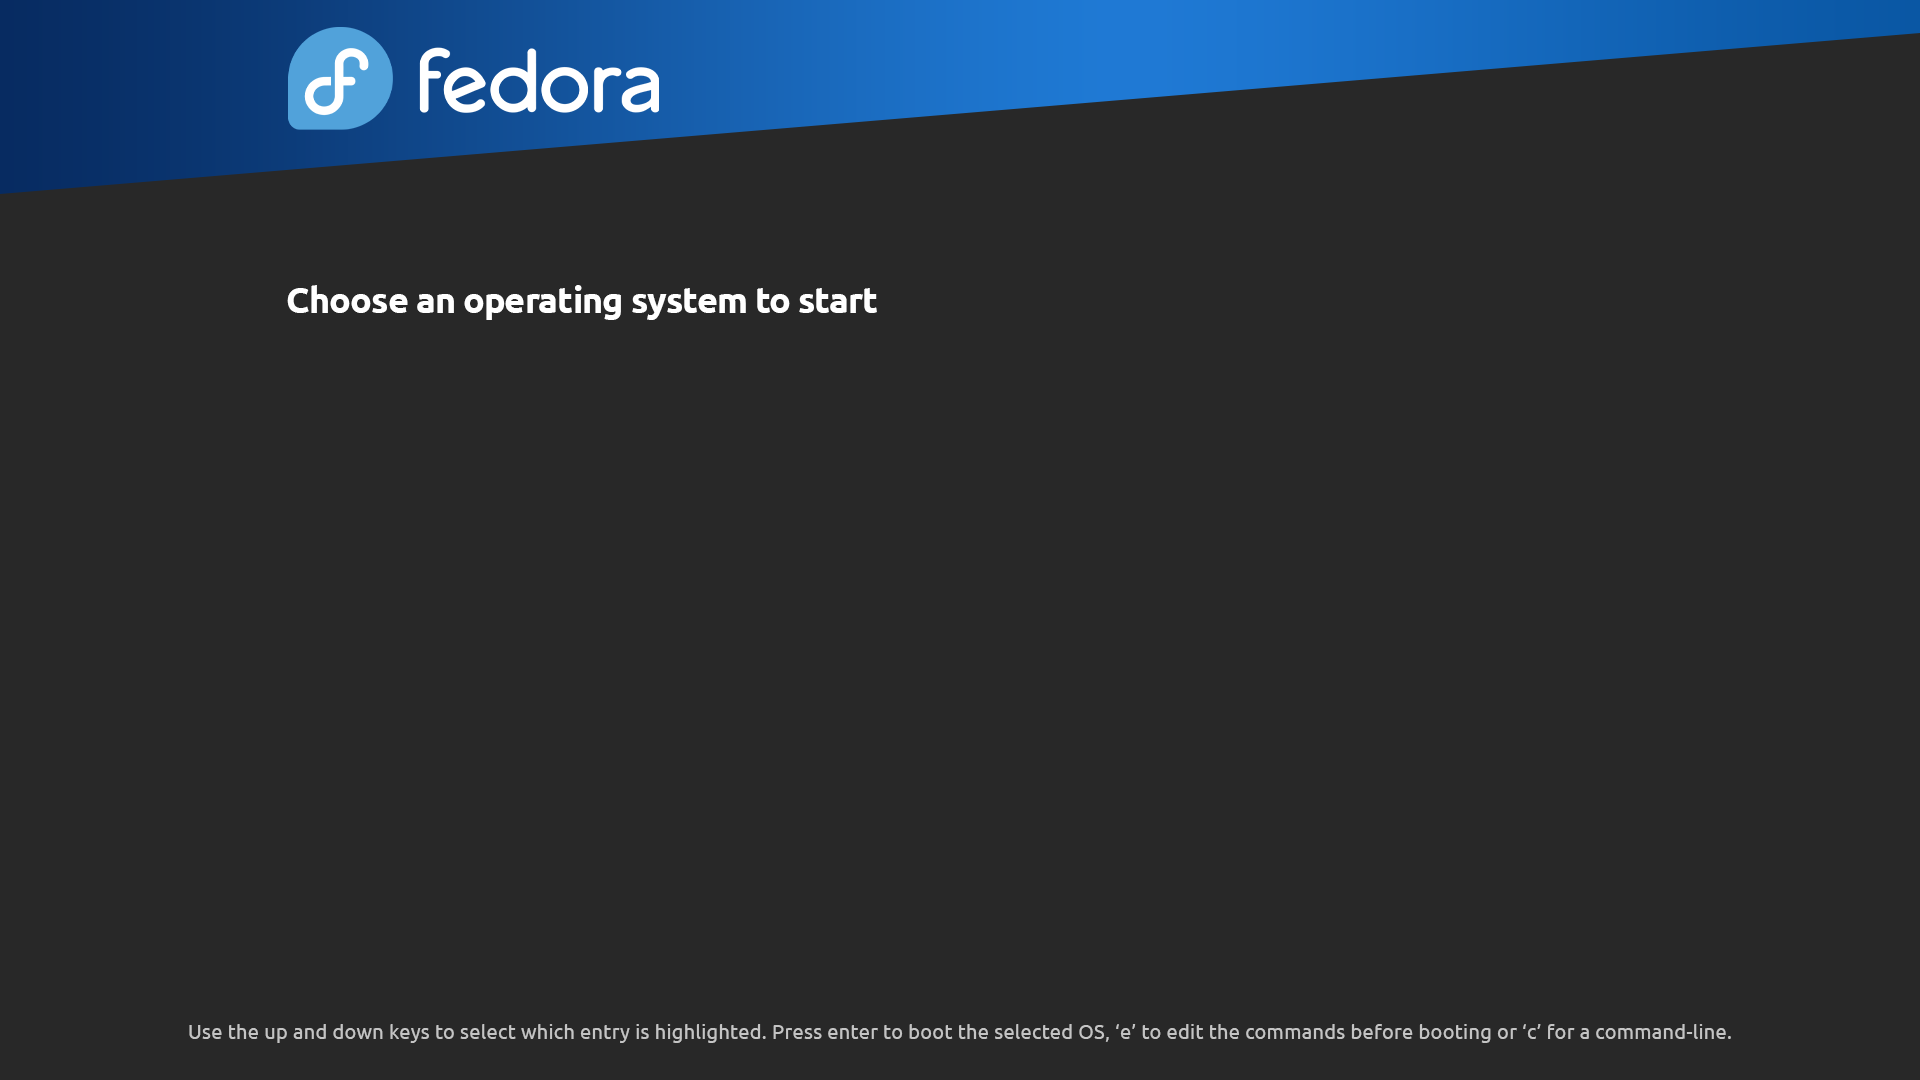 fedora
Choose an operating system to start
Use the up and down keys to select which entry is highlighted. Press enter to boot the selected OS, ‘e’ to edit the commands before booting or ‘c’ for a command-line.